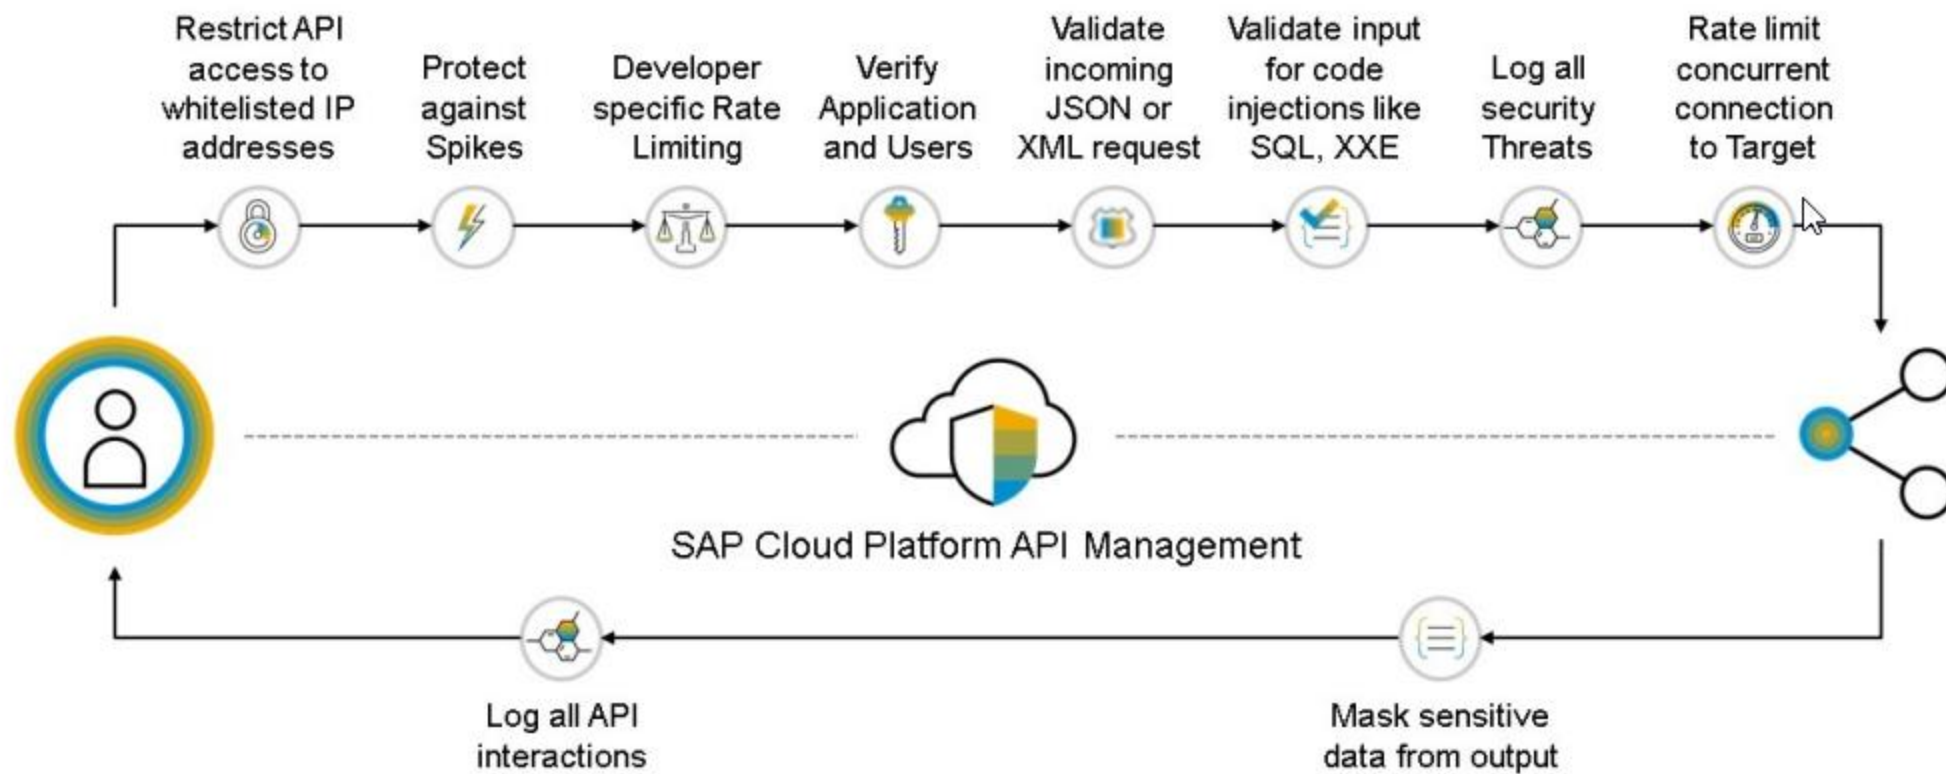 Restrict API
access to
whitelisted IP
addresses
Protect
against
Spikes
Developer
specific Rate
Limiting
Verify
Application
and Users
Validate
incoming
JSON or
XML request
Validate input
for code
injections like
SQL, XXE
Log all
security
Threats
Rate limit
concurrent
connection
to Target
SAP Cloud Platform API Management
Log all API
interactions
Mask sensitive
data from output